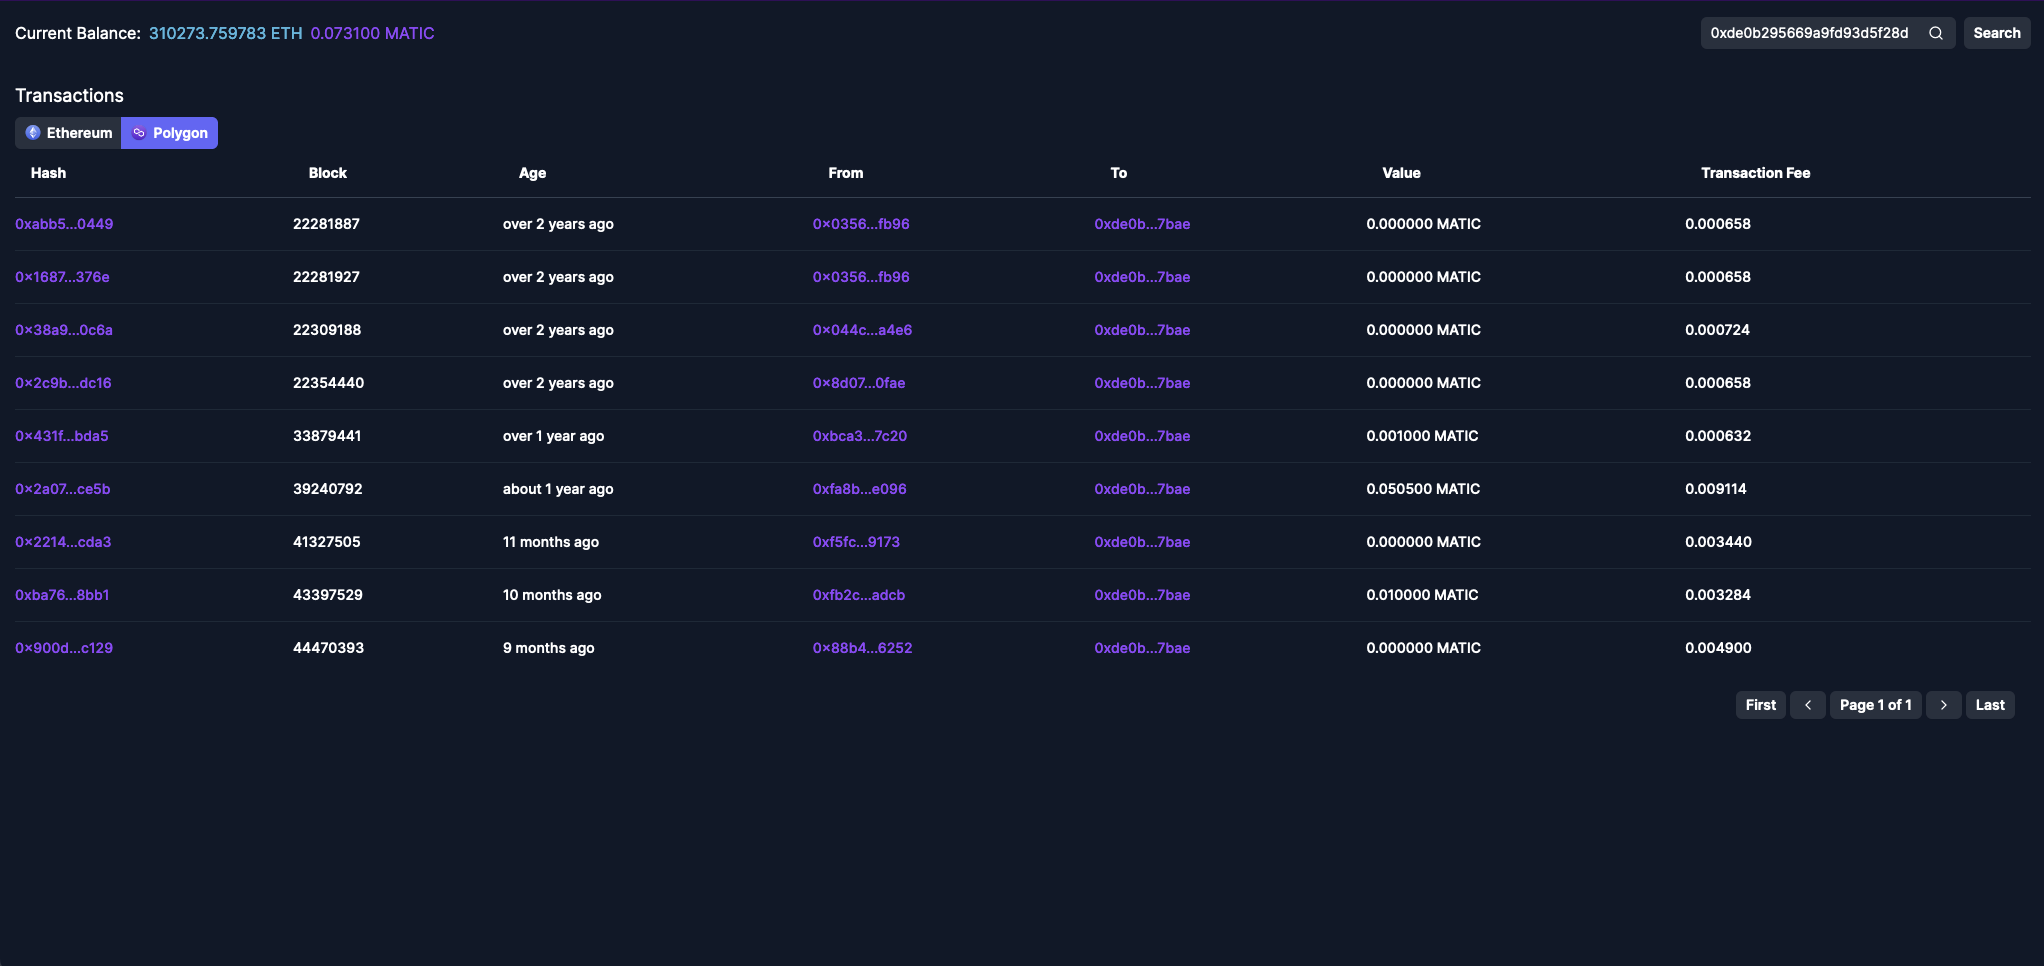 Current Balance: 310273.759783 ETH 0.073100 MATIC
0xde0b295669a9fd93d5f28d Search
Transactions
Ethereum Polygon
Hash Block Age From To Value Transaction Fee
0xabb5...0449 22281887 over 2 years ago 0x0356...fb96 0xde0b...7bae 0.000000 MATIC 0.000658
0x1687...376e 22281927 over 2 years ago 0x0356...fb96 0xde0b...7bae 0.000000 MATIC 0.000658
0x38a9...0c6a 22309188 over 2 years ago 0x044c...a4e6 0xde0b...7bae 0.000000 MATIC 0.000724
0x2c9b...dc16 22354440 over 2 years ago 0x8d07...0fae 0xde0b...7bae 0.000000 MATIC 0.000658
0x431f...bda5 33879441 over 1 year ago 0xbca3...7c20 0xde0b...7bae 0.001000 MATIC 0.000632
0x2a07...ce5b 39240792 about 1 year ago 0xfa8b...e096 0xde0b...7bae 0.050500 MATIC 0.009114
0x2214...cda3 41327505 11 months ago 0xf5fc...9173 0xde0b...7bae 0.000000 MATIC 0.003440
0xba76...8bb1 43397529 10 months ago 0xfb2c...adcb 0xde0b...7bae 0.010000 MATIC 0.003284
0x900d...c129 44470393 9 months ago 0x88b4...6252 0xde0b...7bae 0.000000 MATIC 0.004900
First < Page 1 of 1 > Last